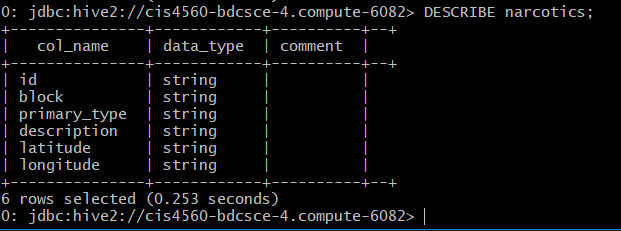 0: jdbc:hive2://cis4560-bdcsce-4.compute-6082> DESCRIBE narcotics;
+---------------+------------+----------+--+
|   col_name    | data_type  | comment  |
+---------------+------------+----------+--+
| id            | string     |          |
| block         | string     |          |
| primary_type  | string     |          |
| description   | string     |          |
| latitude      | string     |          |
| longitude     | string     |          |
+---------------+------------+----------+--+
6 rows selected (0.253 seconds)
0: jdbc:hive2://cis4560-bdcsce-4.compute-6082>